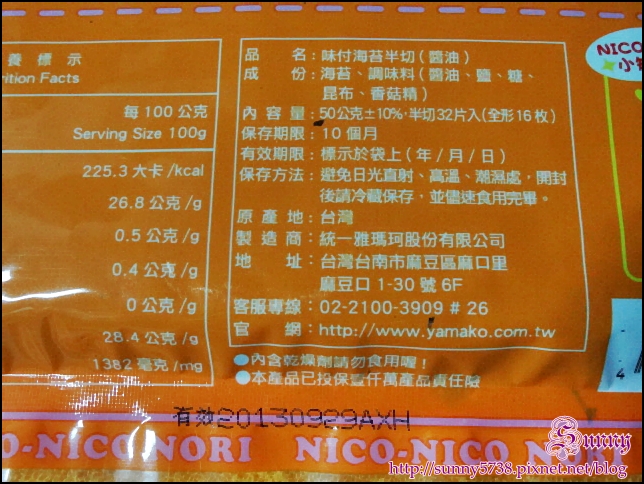 養標示
rition Facts
每 100 公克
Serving Size 100g
225.3 大卡 /kcal
26.8 公克 /g
0.5 公克 /g
0.4 公克 /g
0 公克 /g
28.4 公克 /g
1382 毫克 /mg
品名：味付海苔半切（醬油）
成份：海苔、調味料（醬油、鹽、糖、
昆布、香菇精）
內容量：50公克±10%，半切32片入（全形16枚）
保存期限：10 個月
有效期限：標示於袋上（年 / 月 / 日）
保存方法：避免日光直射、高溫、潮濕處，開封
後請冷藏保存，並儘速食用完畢。
原產地：台灣
製造商：統一雅瑪珂股份有限公司
地址：台灣台南市麻豆區麻口里
麻豆口 1-30 號 6F
客服專線：02-2100-3909 # 26
官網：http://www.yamako.com.tw
●內含乾燥劑請勿食用喔！
●本產品已投保壹仟萬產品責任險
NICO
小
4
有效20130929AXH
CO-NICO NORI NICO-NICO NORI
Sunny
http://sunny5738.pixnet.net/blog